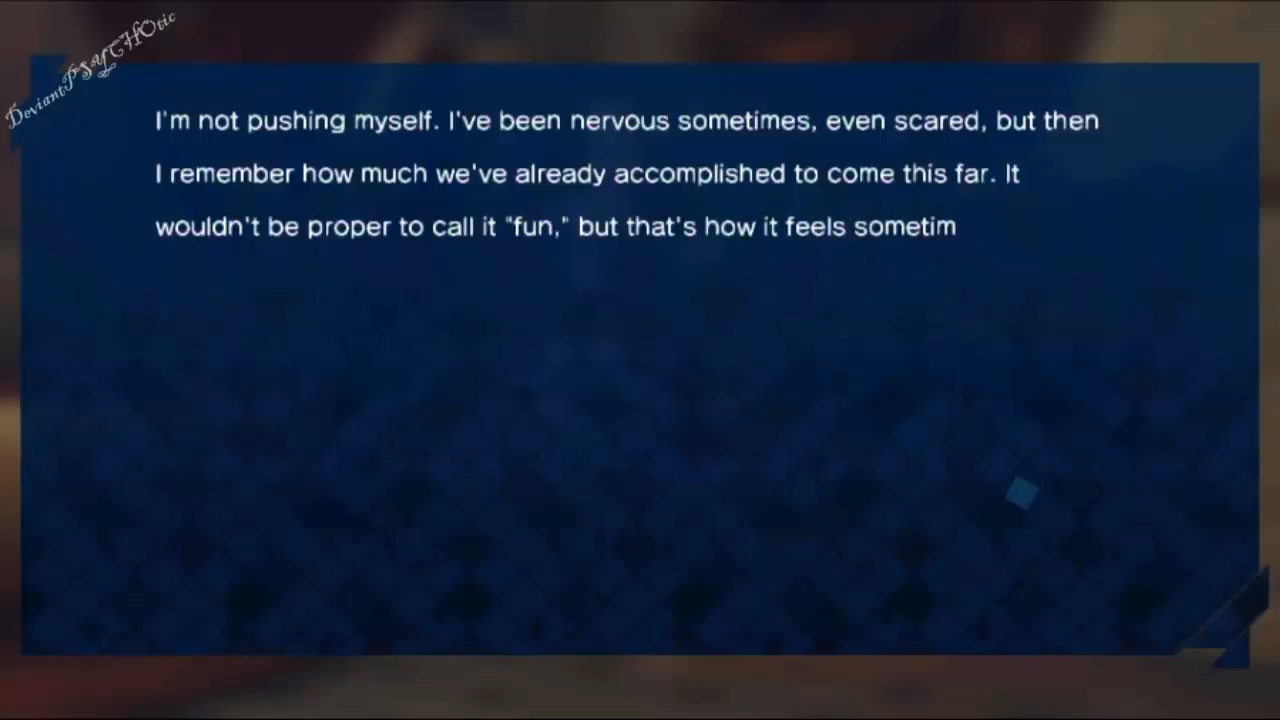 DeviantPSYCHOtic
I'm not pushing myself. I've been nervous sometimes, even scared, but then
I remember how much we've already accomplished to come this far. It
wouldn't be proper to call it "fun," but that's how it feels sometim